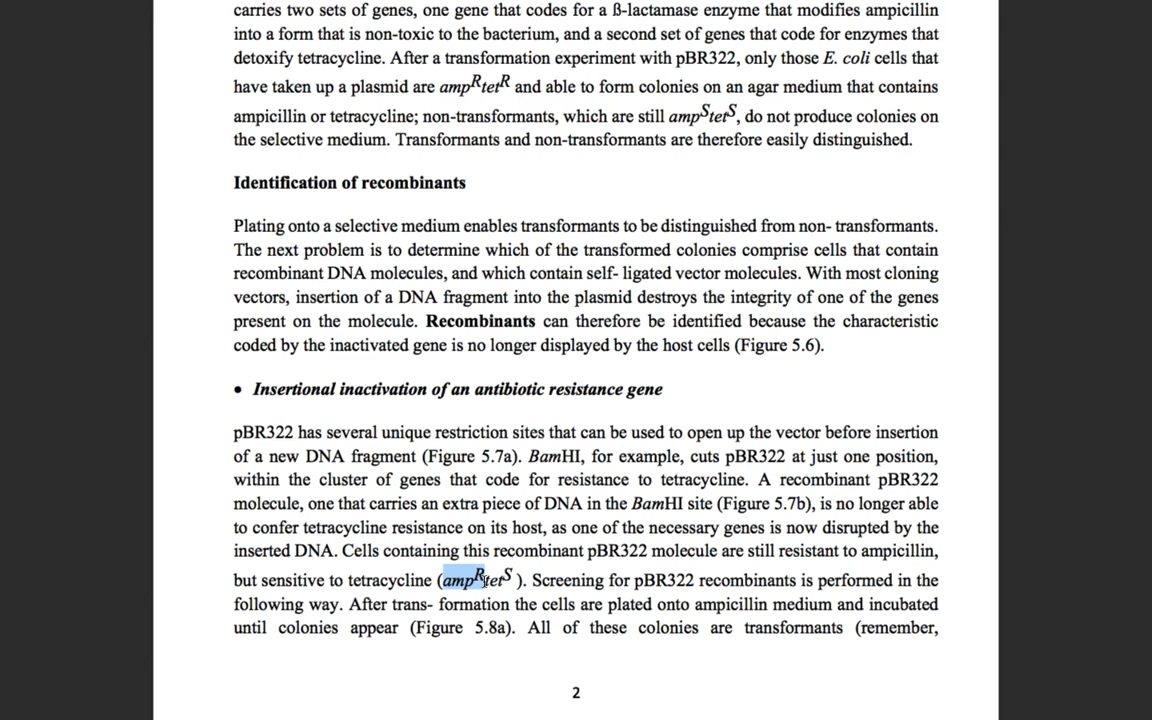 carries two sets of genes, one gene that codes for a ß-lactamase enzyme that modifies ampicillin
into a form that is non-toxic to the bacterium, and a second set of genes that code for enzymes that
detoxify tetracycline. After a transformation experiment with pBR322, only those E. coli cells that
have taken up a plasmid are ampRtetR and able to form colonies on an agar medium that contains
ampicillin or tetracycline; non-transformants, which are still ampStetS, do not produce colonies on
the selective medium. Transformants and non-transformants are therefore easily distinguished.
Identification of recombinants
Plating onto a selective medium enables transformants to be distinguished from non- transformants.
The next problem is to determine which of the transformed colonies comprise cells that contain
recombinant DNA molecules, and which contain self- ligated vector molecules. With most cloning
vectors, insertion of a DNA fragment into the plasmid destroys the integrity of one of the genes
present on the molecule. Recombinants can therefore be identified because the characteristic
coded by the inactivated gene is no longer displayed by the host cells (Figure 5.6).
• Insertional inactivation of an antibiotic resistance gene
pBR322 has several unique restriction sites that can be used to open up the vector before insertion
of a new DNA fragment (Figure 5.7a). BamHI, for example, cuts pBR322 at just one position,
within the cluster of genes that code for resistance to tetracycline. A recombinant pBR322
molecule, one that carries an extra piece of DNA in the BamHI site (Figure 5.7b), is no longer able
to confer tetracycline resistance on its host, as one of the necessary genes is now disrupted by the
inserted DNA. Cells containing this recombinant pBR322 molecule are still resistant to ampicillin,
but sensitive to tetracycline (ampRtetS ). Screening for pBR322 recombinants is performed in the
following way. After trans- formation the cells are plated onto ampicillin medium and incubated
until colonies appear (Figure 5.8a). All of these colonies are transformants (remember,
2